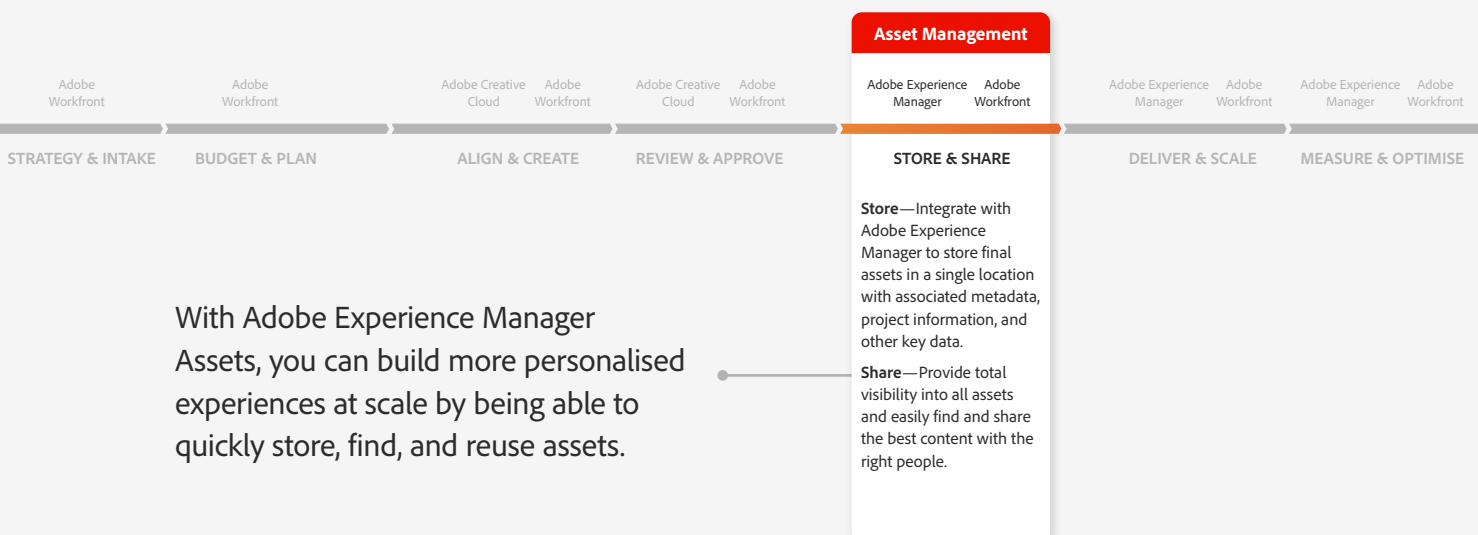 Asset Management
Adobe
Workfront
Adobe
Workfront
Adobe Creative
Cloud
Adobe
Workfront
Adobe Creative
Cloud
Adobe
Workfront
Adobe Experience
Manager
Adobe
Workfront
Adobe Experience
Manager
Adobe
Workfront
Adobe Experience
Manager
Adobe
Workfront
STRATEGY & INTAKE
BUDGET & PLAN
ALIGN & CREATE
REVIEW & APPROVE
STORE & SHARE
DELIVER & SCALE
MEASURE & OPTIMISE
With Adobe Experience Manager
Assets, you can build more personalised
experiences at scale by being able to
quickly store, find, and reuse assets.
Store—Integrate with
Adobe Experience
Manager to store final
assets in a single location
with associated metadata,
project information, and
other key data.
Share—Provide total
visibility into all assets
and easily find and share
the best content with the
right people.